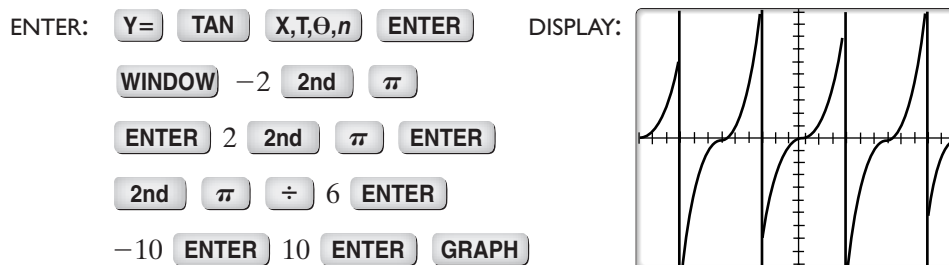 ENTER: Y= TAN X,T,Θ,n ENTER DISPLAY:
WINDOW −2 2nd π
ENTER 2 2nd π ENTER
2nd π ÷ 6 ENTER
−10 ENTER 10 ENTER GRAPH